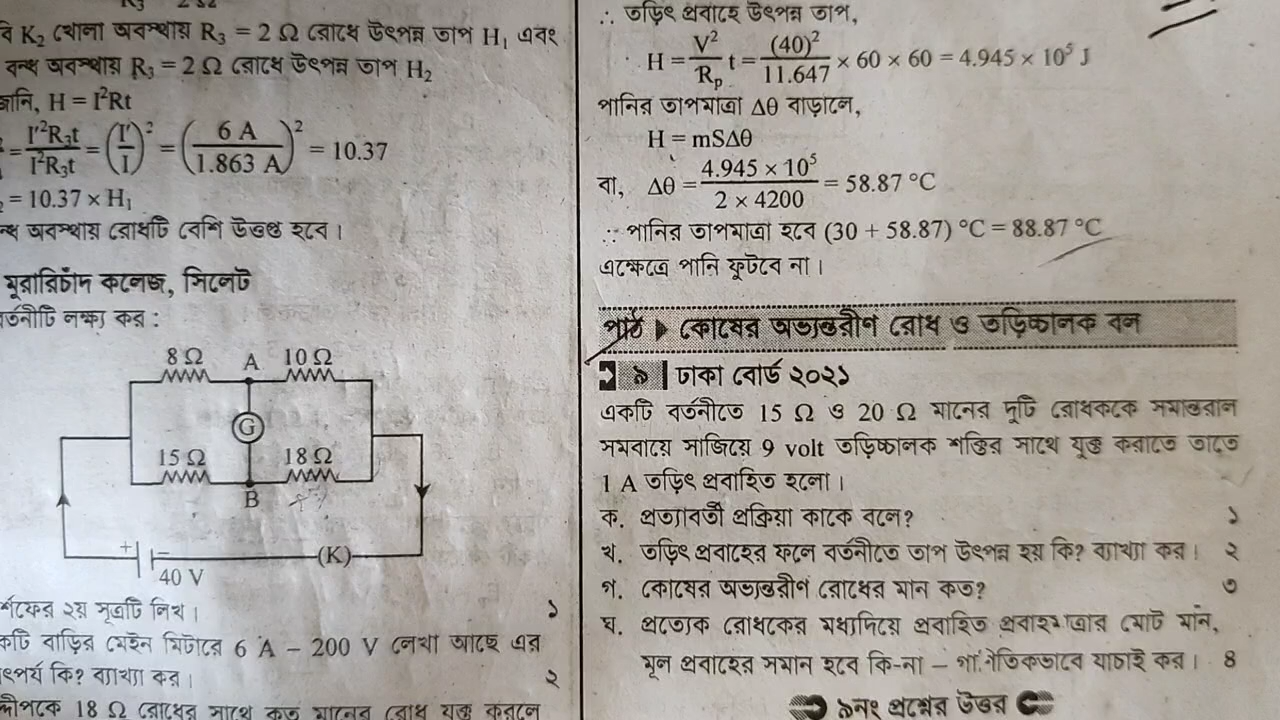 বি K₂ খোলা অবস্থায় R₃ = 2 Ω রোধে উৎপন্ন তাপ H₁ এবং
বন্ধ অবস্থায় R₃ = 2 Ω রোধে উৎপন্ন তাপ H₂
জানি, H = I²Rt
= I'²R₃t / I²R₃t = (I'/I)² = (6 A / 1.863 A)² = 10.37
= 10.37 × H₁
ন্ধ অবস্থায় রোধটি বেশি উত্তপ্ত হবে।
মুরারিচাঁদ কলেজ, সিলেট
বর্তনীটি লক্ষ্য কর :
8 Ω A 10 Ω
G
15 Ω 18 Ω
B
+ − (K)
40 V
র্শফের ২য় সূত্রটি লিখ। ১
কটি বাড়ির মেইন মিটারে 6 A – 200 V লেখা আছে এর
ৎপর্য কি? ব্যাখ্যা কর। ২
18 Ω রোধের সাথে কত মানের রোধ যুক্ত করলে
∴ তড়িৎ প্রবাহে উৎপন্ন তাপ,
H = V²/Rₚ t = (40)²/11.647 × 60 × 60 = 4.945 × 10⁵ J
পানির তাপমাত্রা Δθ বাড়ালে,
H = mSΔθ
বা, Δθ = 4.945 × 10⁵ / 2 × 4200 = 58.87 °C
∴ পানির তাপমাত্রা হবে (30 + 58.87) °C = 88.87 °C
এক্ষেত্রে পানি ফুটবে না।
পাঠ ▶ কোষের অভ্যন্তরীণ রোধ ও তড়িচ্চালক বল
৯ ঢাকা বোর্ড ২০২১
একটি বর্তনীতে 15 Ω ও 20 Ω মানের দুটি রোধককে সমান্তরাল
সমবায়ে সাজিয়ে 9 volt তড়িচ্চালক শক্তির সাথে যুক্ত করাতে তাতে
1 A তড়িৎ প্রবাহিত হলো।
ক. প্রত্যাবর্তী প্রক্রিয়া কাকে বলে? ১
খ. তড়িৎ প্রবাহের ফলে বর্তনীতে তাপ উৎপন্ন হয় কি? ব্যাখ্যা কর। ২
গ. কোষের অভ্যন্তরীণ রোধের মান কত? ৩
ঘ. প্রত্যেক রোধকের মধ্যদিয়ে প্রবাহিত প্রবাহমাত্রার মোট মান,
মূল প্রবাহের সমান হবে কি-না – গাণিতিকভাবে যাচাই কর। 4
৯নং প্রশ্নের উত্তর